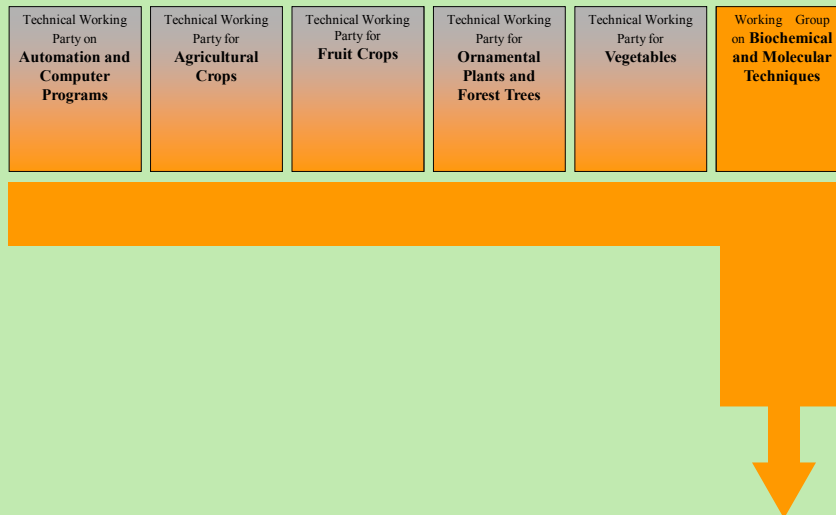 Technical Working
Party on
Automation and
Computer
Programs
Technical Working
Party for
Agricultural
Crops
Technical Working
Party for
Fruit Crops
Technical Working
Party for
Ornamental
Plants and
Forest Trees
Technical Working
Party for
Vegetables
Working Group
on Biochemical
and Molecular
Techniques